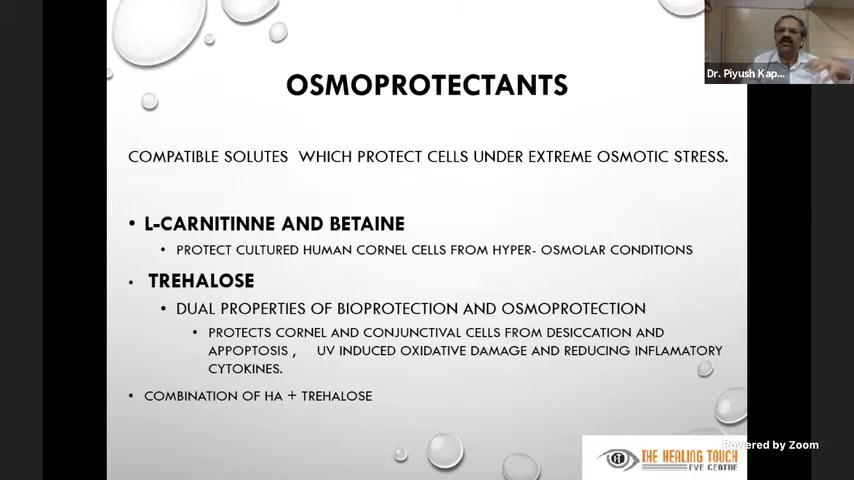 Dr. Piyush Kap...
OSMOPROTECTANTS
COMPATIBLE SOLUTES WHICH PROTECT CELLS UNDER EXTREME OSMOTIC STRESS.
• L-CARNITINNE AND BETAINE
• PROTECT CULTURED HUMAN CORNEL CELLS FROM HYPER- OSMOLAR CONDITIONS
• TREHALOSE
• DUAL PROPERTIES OF BIOPROTECTION AND OSMOPROTECTION
• PROTECTS CORNEL AND CONJUNCTIVAL CELLS FROM DESICCATION AND
APPOPTOSIS , UV INDUCED OXIDATIVE DAMAGE AND REDUCING INFLAMATORY
CYTOKINES.
• COMBINATION OF HA + TREHALOSE
Powered by Zoom
THE HEALING TOUCH
EYE CENTRE